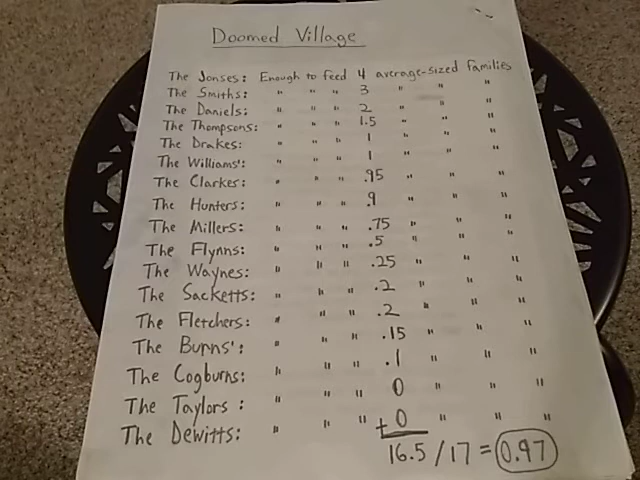 Doomed Village
The Jonses: Enough to feed 4 average-sized families
The Smiths: " " " 3 " " "
The Daniels: " " " 2 " " "
The Thompsons: " " " 1.5 " " "
The Drakes: " " " 1 " " "
The Williams': " " " 1 " " "
The Clarkes: " " " .95 " " "
The Hunters: " " " .9 " " "
The Millers: " " " .75 " " "
The Flynns: " " " .5 " " "
The Waynes: " " " .25 " " "
The Sacketts: " " " .2 " " "
The Fletchers: " " " .2 " " "
The Burns': " " " .15 " " "
The Cogburns: " " " .1 " " "
The Taylors: " " " 0 " " "
The Dewitts: " " " + 0 " " "
16.5/17 = 0.97